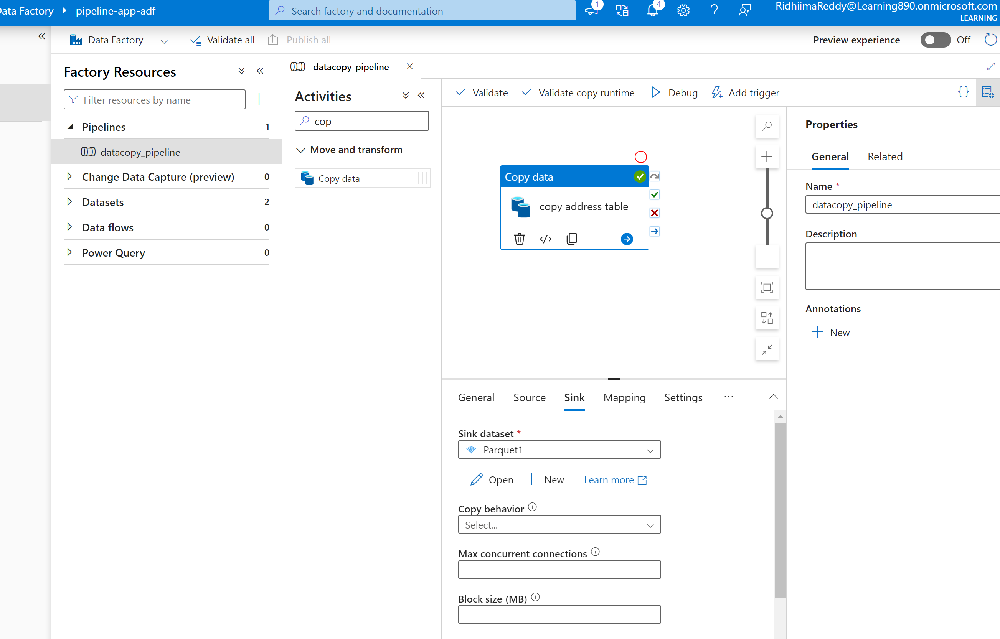 Data Factory pipeline-app-adf
Search factory and documentation
1
4
RidhiimaReddy@Learning890.onmicrosoft.com
LEARNING
Data Factory
Validate all
Publish all
Preview experience
Off
Factory Resources
Filter resources by name
Pipelines 1
datacopy_pipeline
Change Data Capture (preview) 0
Datasets 2
Data flows 0
Power Query 0
datacopy_pipeline
Activities
cop
Move and transform
Copy data
Validate
Validate copy runtime
Debug
Add trigger
{}
Copy data
copy address table
General
Source
Sink
Mapping
Settings
...
Sink dataset *
Parquet1
Open
New
Learn more
Copy behavior
Select...
Max concurrent connections
Block size (MB)
Properties
General
Related
Name *
datacopy_pipeline
Description
Annotations
New